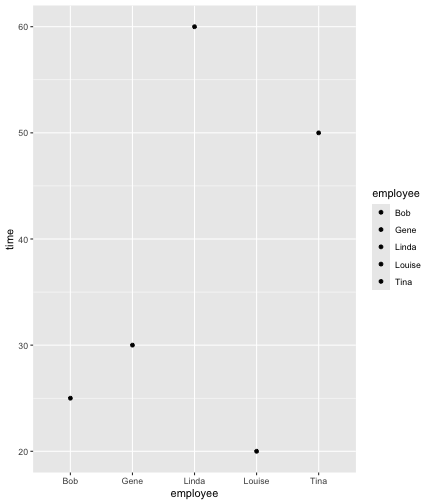 60
50
40
30
20
time
Bob Gene Linda Louise Tina
employee
employee
Bob
Gene
Linda
Louise
Tina